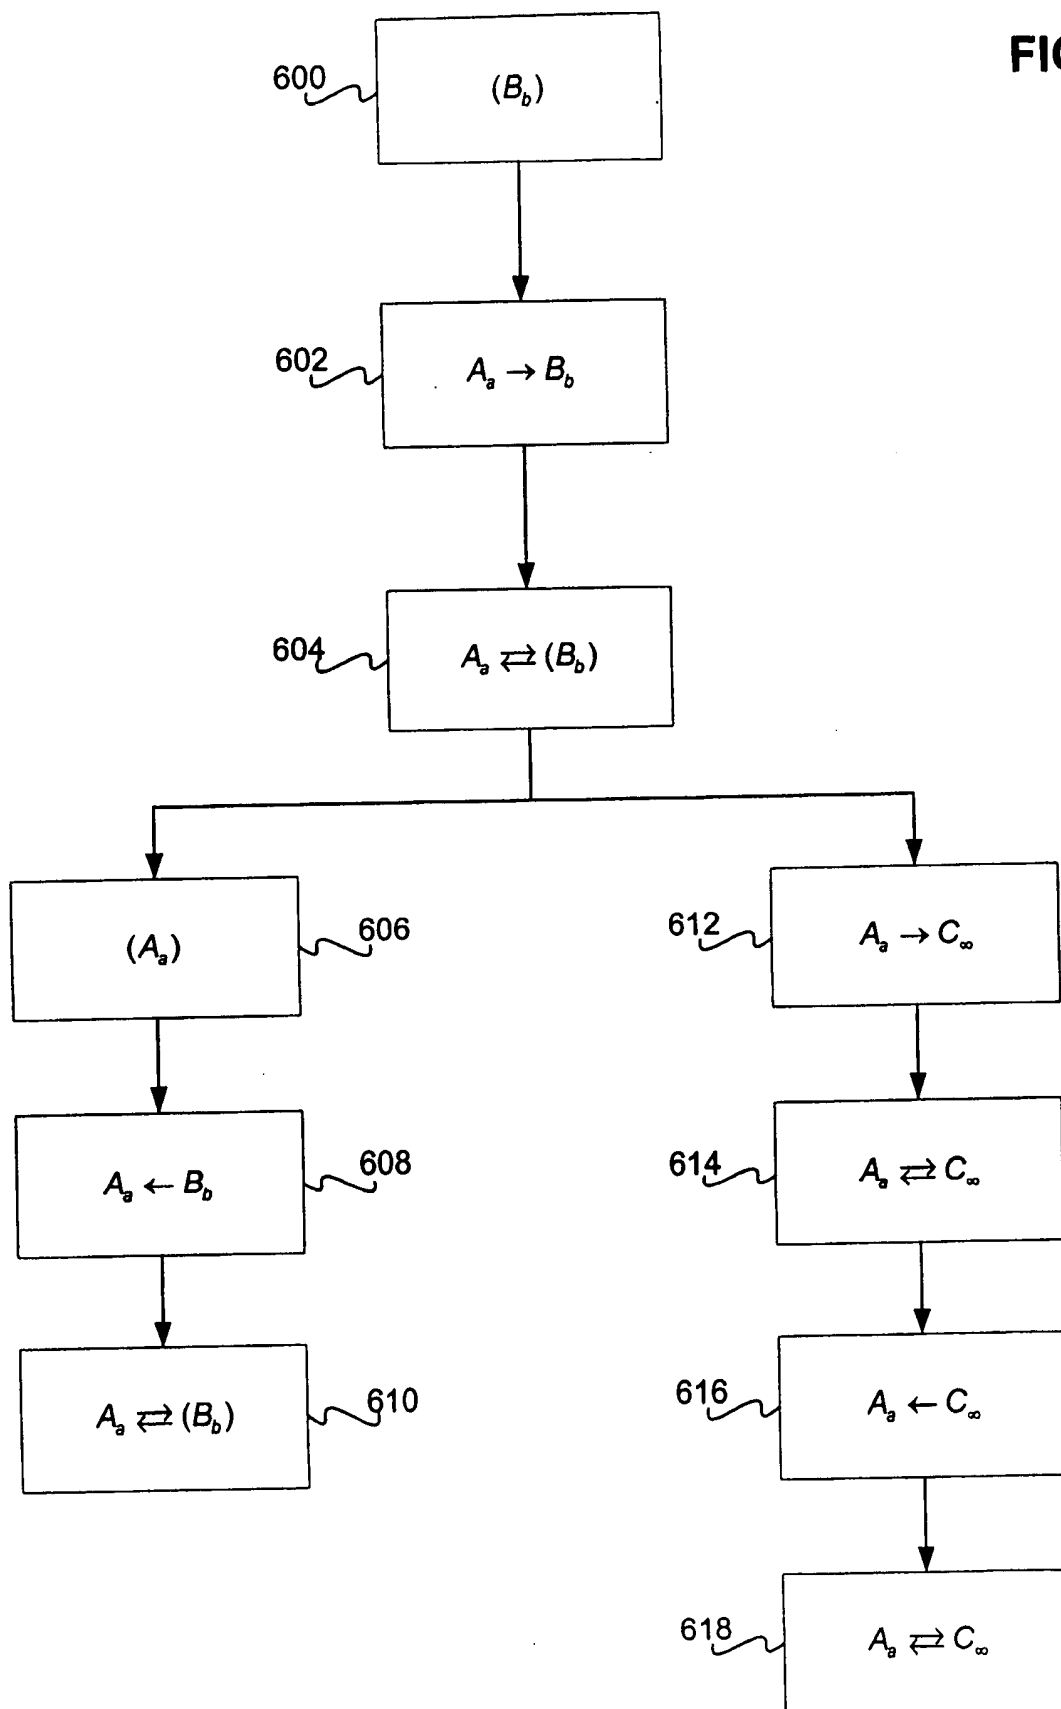 FIG
600
(B_b)
602
A_a → B_b
604
A_a ⇄ (B_b)
(A_a)
606
612
A_a → C_∞
A_a ← B_b
608
614
A_a ⇄ C_∞
A_a ⇄ (B_b)
610
616
A_a ← C_∞
618
A_a ⇄ C_∞